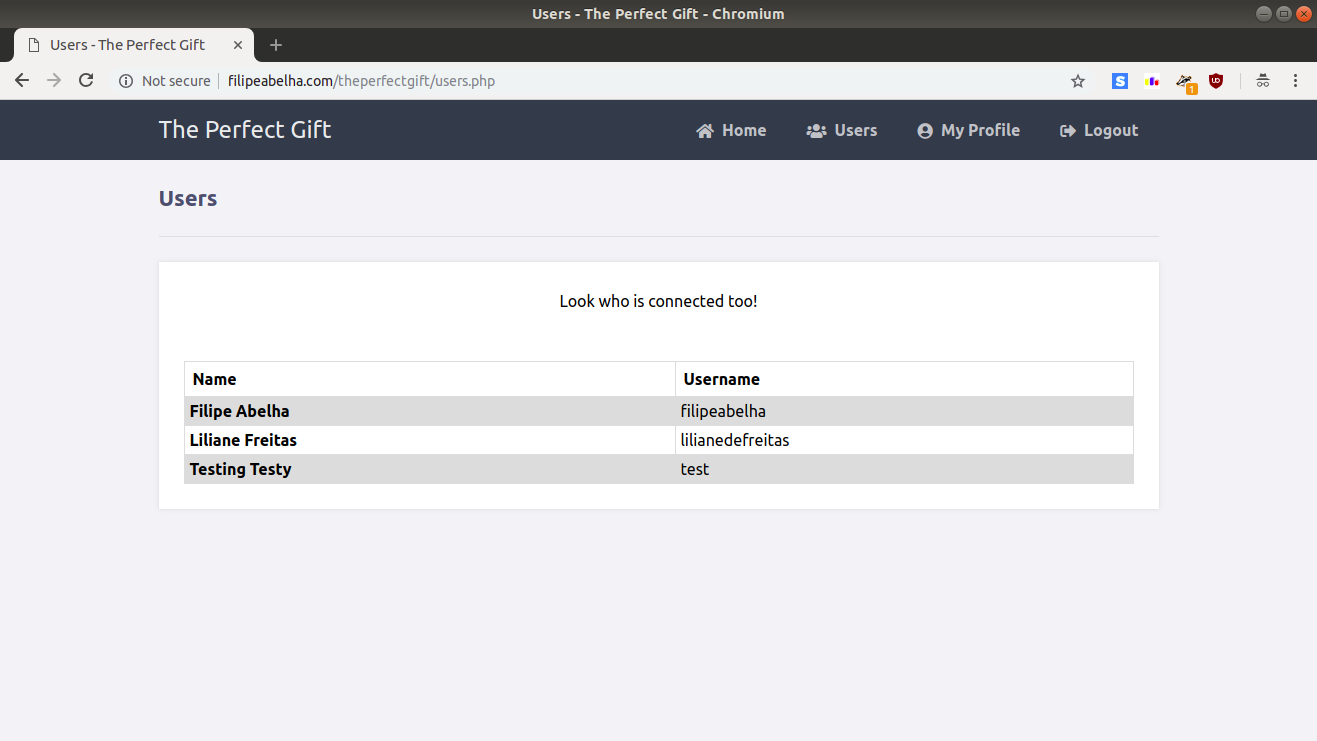 Users - The Perfect Gift - Chromium
Users - The Perfect Gift
Not secure filipeabelha.com/theperfectgift/users.php
S 1 UO
The Perfect Gift Home Users My Profile Logout
Users
Look who is connected too!
Name Username
Filipe Abelha filipeabelha
Liliane Freitas lilianedefreitas
Testing Testy test